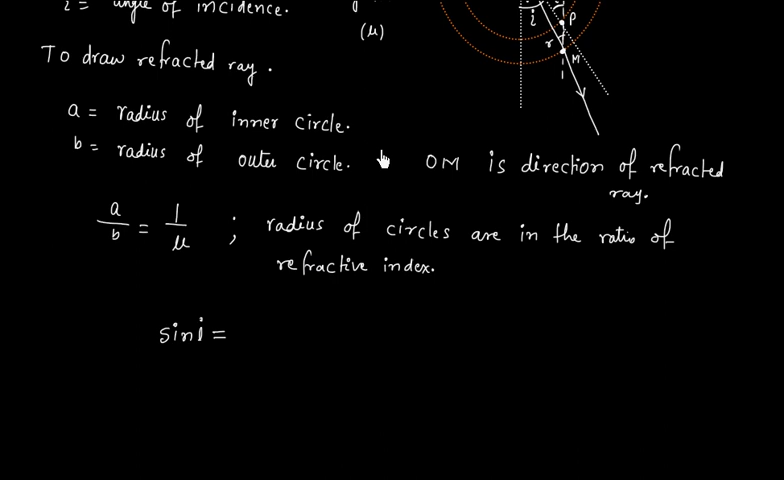 i = angle of incidence.
(μ)
i
P
r
M
To draw refracted ray.
a = radius of inner circle.
b = radius of outer circle.
OM is direction of refracted
ray.
a/b = 1/μ ; radius of circles are in the ratio of
refractive index.
sin i =